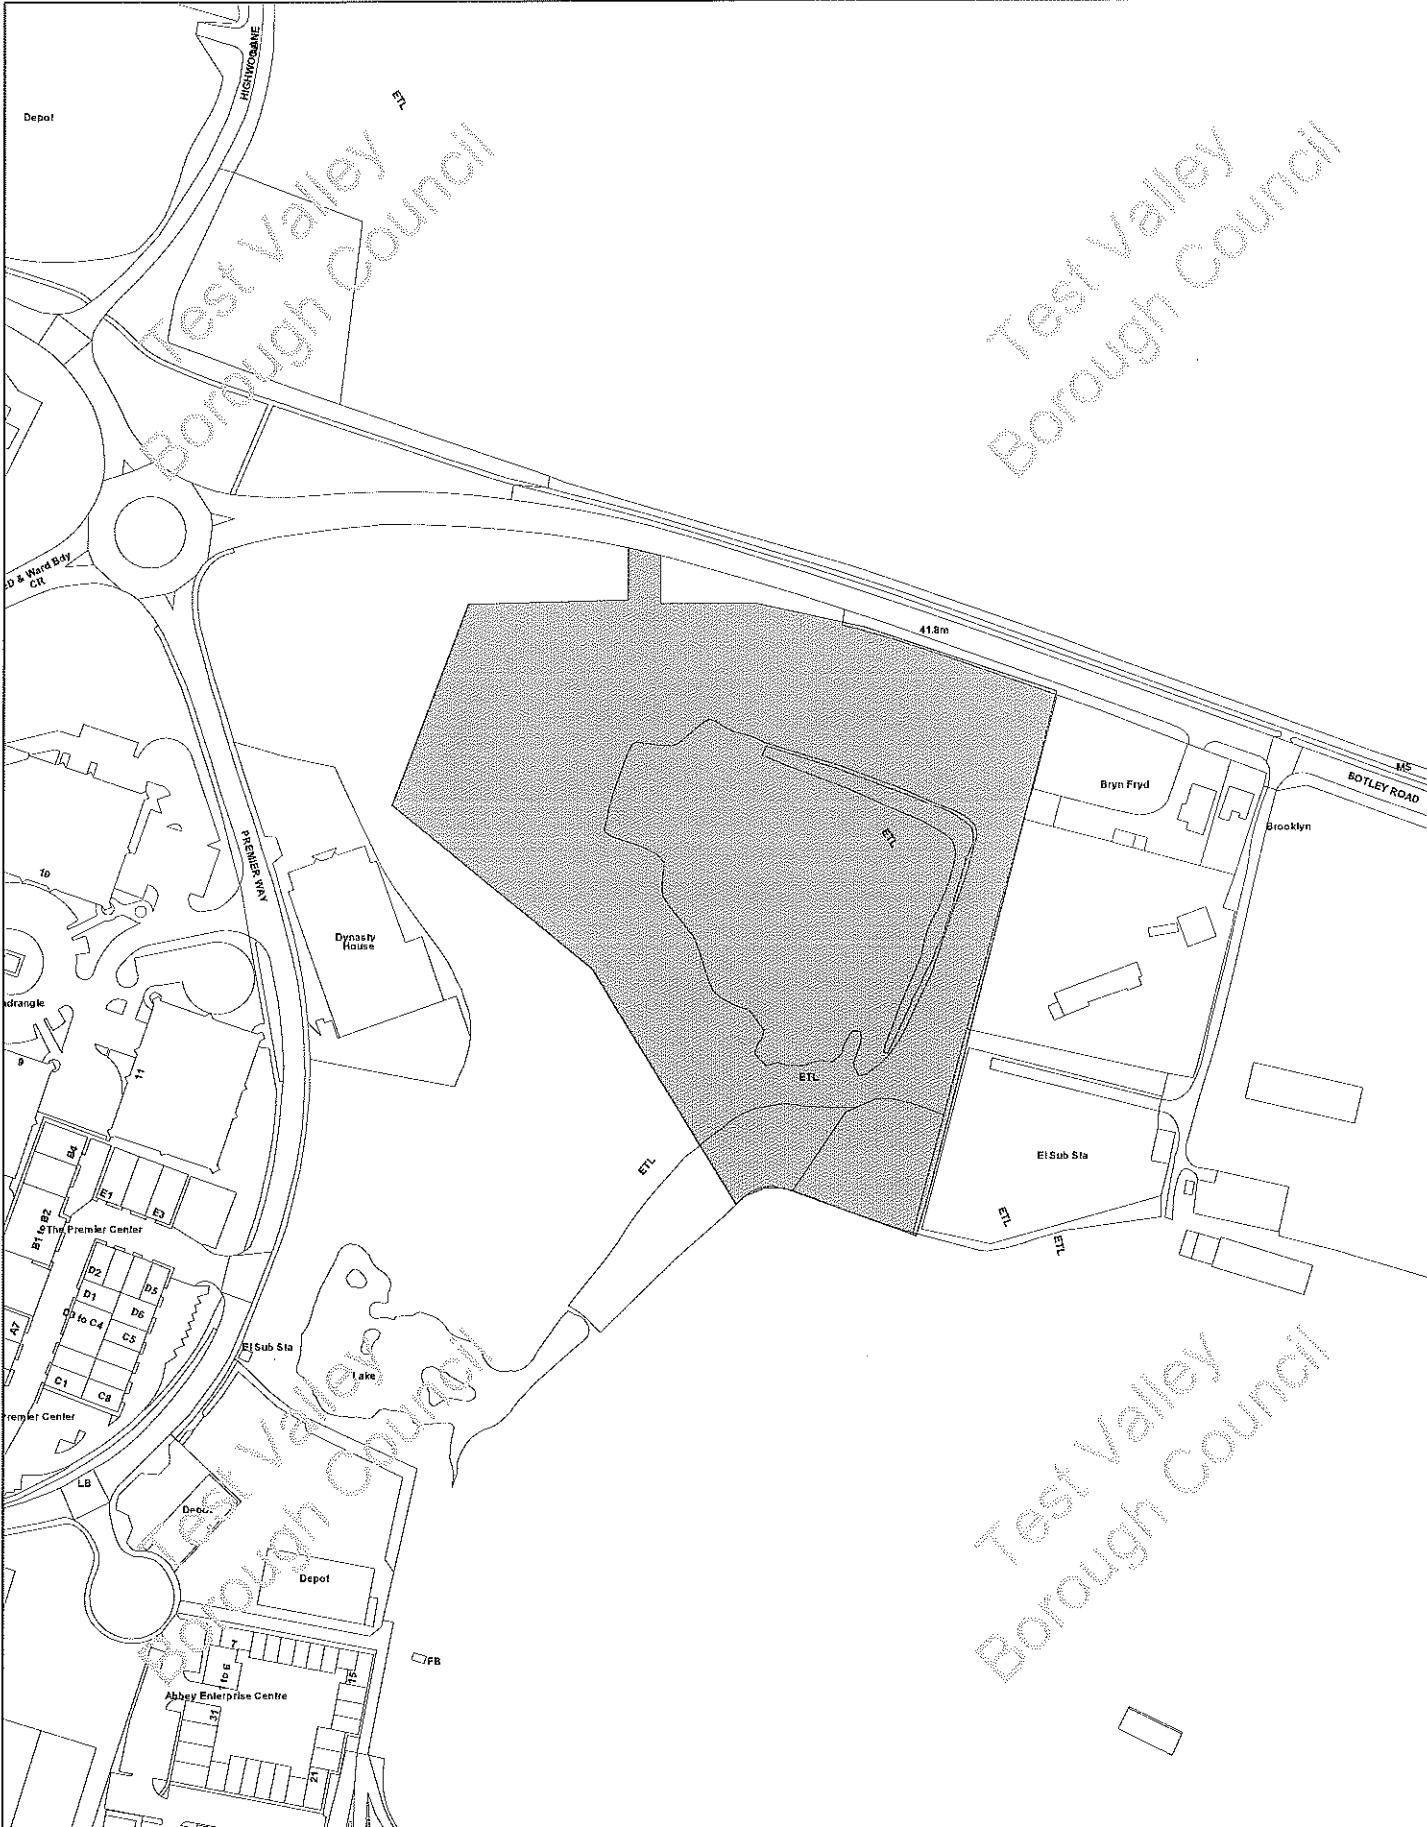 HIGHWOOD LANE
ETL
Depot
Test Valley
Borough Council
Test Valley
Borough Council
ED & Ward Bdy
CR
41.8m
MS
BOTLEY ROAD
Bryn Fryd
Brooklyn
ETL
PREMIER WAY
10
Dynasty
House
adrangle
9
11
ETL
El Sub Sta
B4
E1
E3
ETL
B1 to B2
The Premier Center
ETL
ETL
D2
D5
D1
D6
to C4
C5
A7
C1
C8
El Sub Sta
Lake
Test Valley
Borough Council
Test Valley
Borough Council
Premier Center
LB
Depot
Depot
7
1 to 6
15
FB
Abbey Enterprise Centre
31
21